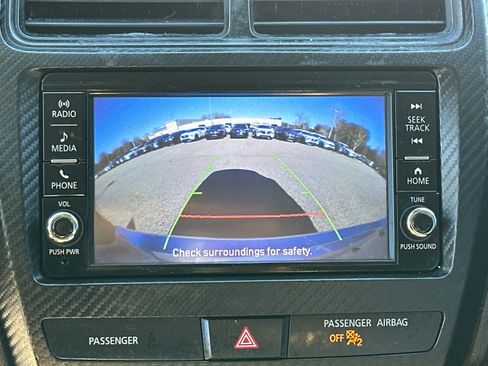 RADIO
MEDIA
PHONE
VOL
PUSH PWR
SEEK
TRACK
HOME
TUNE
PUSH SOUND
Check surroundings for safety.
PASSENGER
PASSENGER AIRBAG
OFF 2